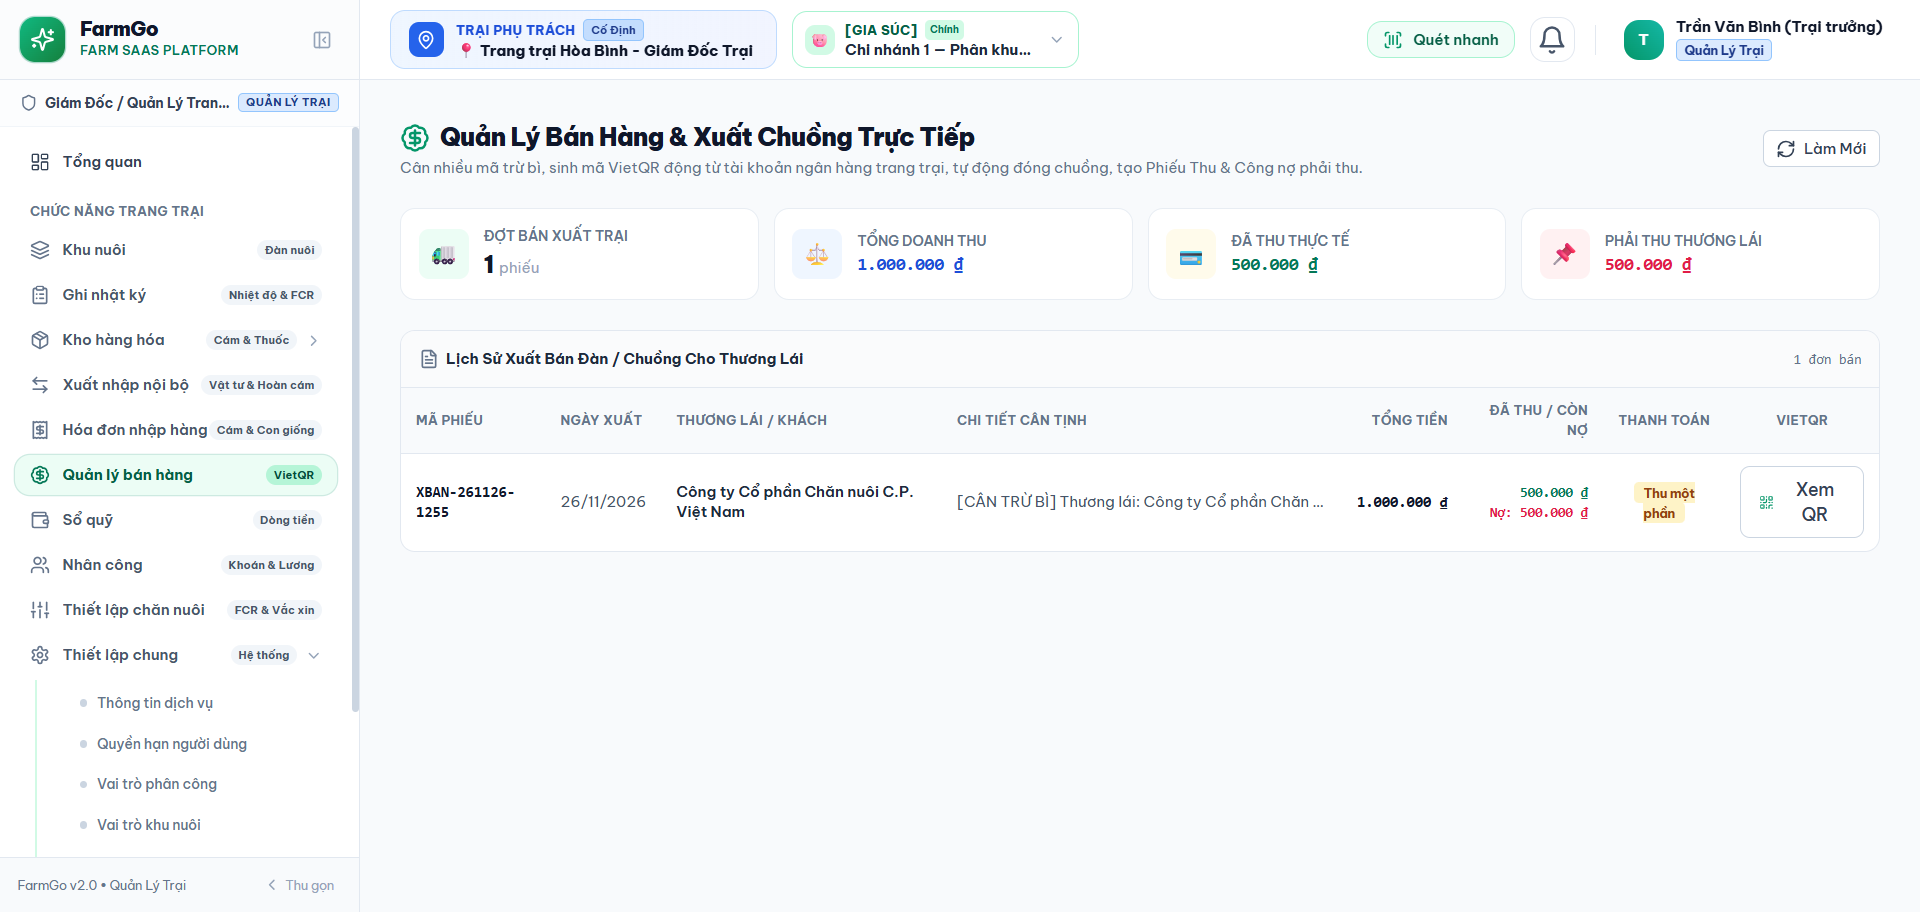 FarmGo
FARM SAAS PLATFORM
Giám Đốc / Quản Lý Tran... QUẢN LÝ TRẠI
Tổng quan
CHỨC NĂNG TRANG TRẠI
Khu nuôi Đàn nuôi
Ghi nhật ký Nhiệt độ & FCR
Kho hàng hóa Cám & Thuốc
Xuất nhập nội bộ Vật tư & Hoàn cám
Hóa đơn nhập hàng Cám & Con giống
Quản lý bán hàng VietQR
Sổ quỹ Dòng tiền
Nhân công Khoán & Lương
Thiết lập chăn nuôi FCR & Vắc xin
Thiết lập chung Hệ thống
Thông tin dịch vụ
Quyền hạn người dùng
Vai trò phân công
Vai trò khu nuôi
FarmGo v2.0 • Quản Lý Trại Thu gọn
TRẠI PHỤ TRÁCH Cố Định
Trang trại Hòa Bình - Giám Đốc Trại
[GIA SÚC] Chính
Chi nhánh 1 — Phân khu...
Quét nhanh
T
Trần Văn Bình (Trại trưởng)
Quản Lý Trại
Quản Lý Bán Hàng & Xuất Chuồng Trực Tiếp
Cân nhiều mã trừ bì, sinh mã VietQR động từ tài khoản ngân hàng trang trại, tự động đóng chuồng, tạo Phiếu Thu & Công nợ phải thu.
Làm Mới
ĐỢT BÁN XUẤT TRẠI
1 phiếu
TỔNG DOANH THU
1.000.000 ₫
ĐÃ THU THỰC TẾ
500.000 ₫
PHẢI THU THƯƠNG LÁI
500.000 ₫
Lịch Sử Xuất Bán Đàn / Chuồng Cho Thương Lái
1 đơn bán
MÃ PHIẾU NGÀY XUẤT THƯƠNG LÁI / KHÁCH CHI TIẾT CÂN TỊNH TỔNG TIỀN ĐÃ THU / CÒN NỢ THANH TOÁN VIETQR
XBAN-261126-1255
26/11/2026
Công ty Cổ phần Chăn nuôi C.P. Việt Nam
[CÂN TRỪ BÌ] Thương lái: Công ty Cổ phần Chăn ...
1.000.000 ₫
500.000 ₫
Nợ: 500.000 ₫
Thu một phần
Xem QR